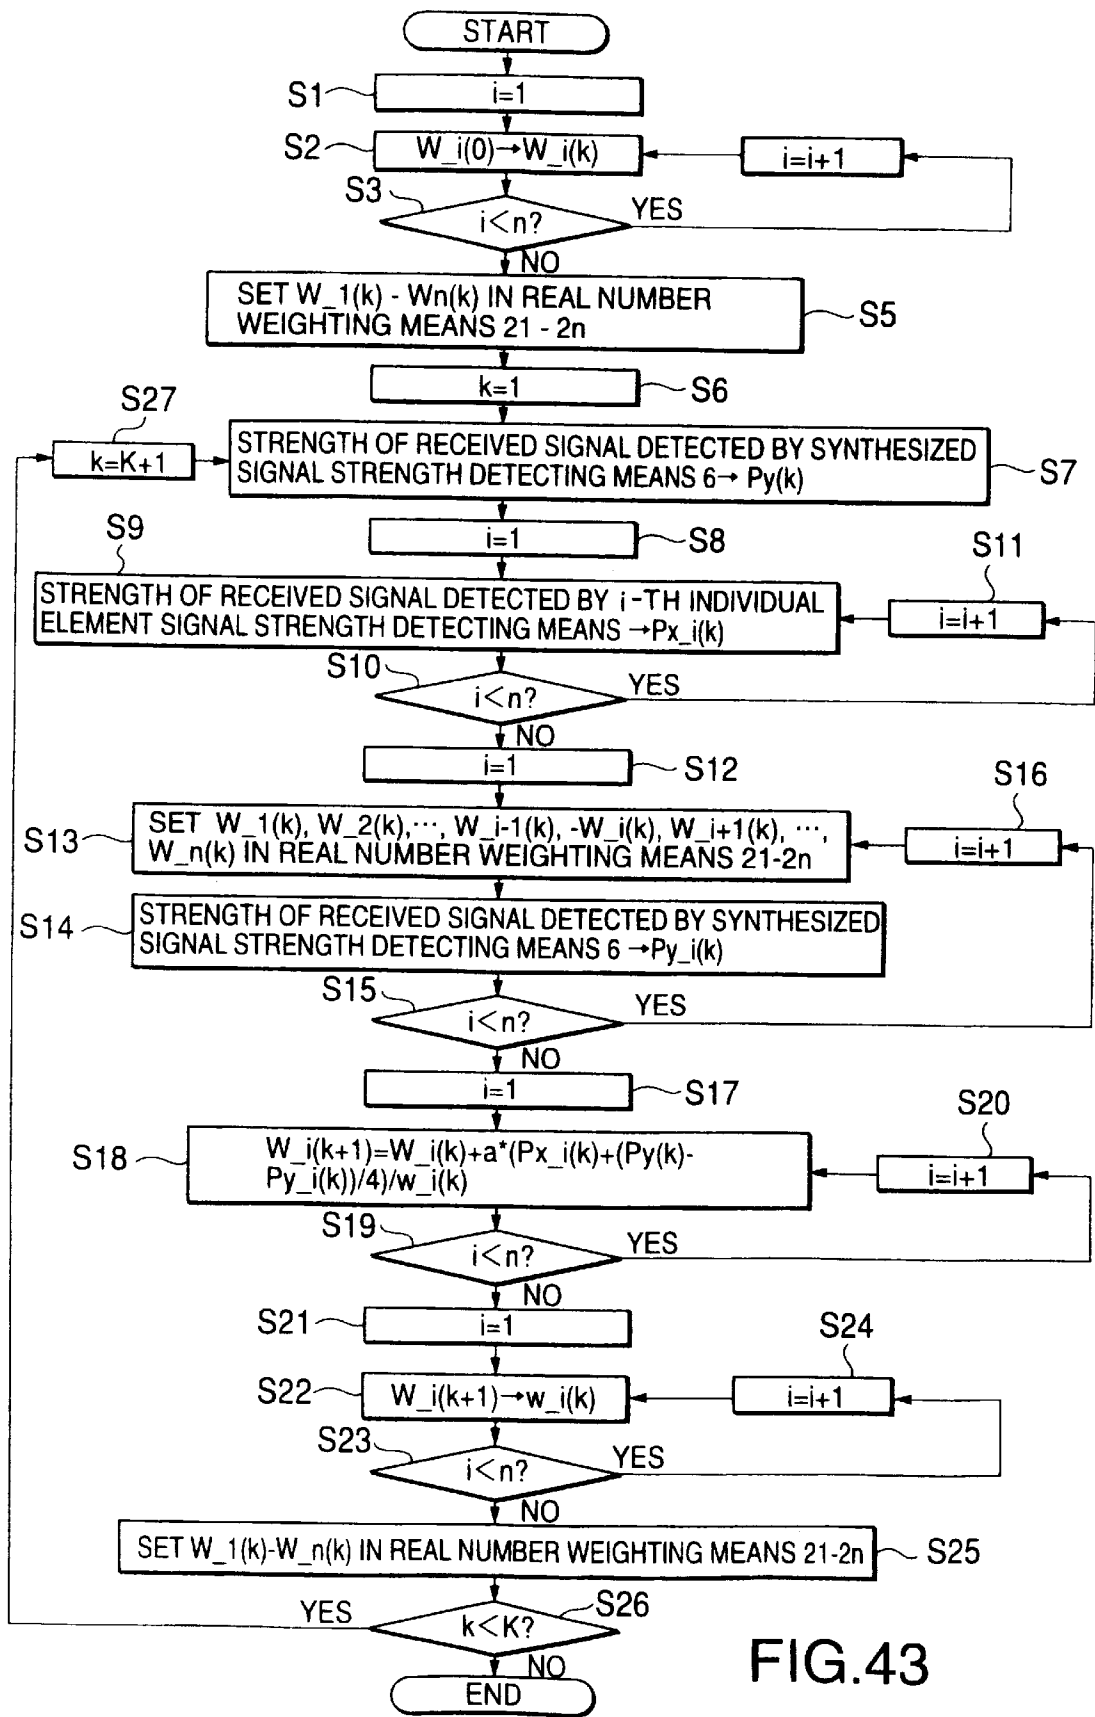 START
S1
i=1
S2
W_i(0)→W_i(k)
i=i+1
S3
i<n?
YES
NO
SET W_1(k) - Wn(k) IN REAL NUMBER
WEIGHTING MEANS 21 - 2n
S5
k=1
S6
S27
k=K+1
STRENGTH OF RECEIVED SIGNAL DETECTED BY SYNTHESIZED
SIGNAL STRENGTH DETECTING MEANS 6→ Py(k)
S7
i=1
S8
S9
S11
STRENGTH OF RECEIVED SIGNAL DETECTED BY i-TH INDIVIDUAL
ELEMENT SIGNAL STRENGTH DETECTING MEANS →Px_i(k)
i=i+1
S10
i<n?
YES
NO
i=1
S12
S16
S13
SET W_1(k), W_2(k),···, W_i-1(k), -W_i(k), W_i+1(k), ···,
W_n(k) IN REAL NUMBER WEIGHTING MEANS 21-2n
i=i+1
S14
STRENGTH OF RECEIVED SIGNAL DETECTED BY SYNTHESIZED
SIGNAL STRENGTH DETECTING MEANS 6 →Py_i(k)
S15
i<n?
YES
NO
i=1
S17
S20
S18
W_i(k+1)=W_i(k)+a*(Px_i(k)+(Py(k)-
Py_i(k))/4)/w_i(k)
i=i+1
S19
i<n?
YES
NO
S21
i=1
S24
S22
W_i(k+1)→w_i(k)
i=i+1
S23
i<n?
YES
NO
SET W_1(k)-W_n(k) IN REAL NUMBER WEIGHTING MEANS 21-2n
S25
S26
YES
k<K?
NO
END
FIG.43